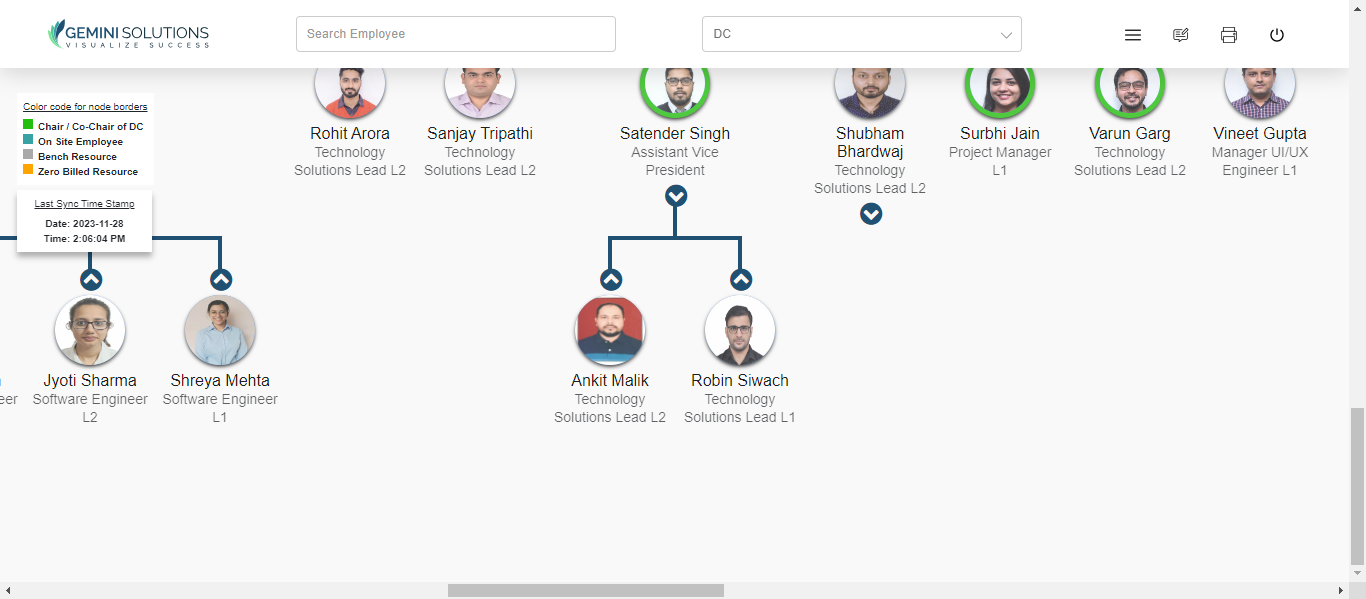 GEMINI SOLUTIONS
VISUALIZE SUCCESS
Search Employee
DC
Color code for node borders
Chair / Co-Chair of DC
On Site Employee
Bench Resource
Zero Billed Resource
Last Sync Time Stamp
Date: 2023-11-28
Time: 2:06:04 PM
Rohit Arora
Technology
Solutions Lead L2
Sanjay Tripathi
Technology
Solutions Lead L2
Satender Singh
Assistant Vice
President
Shubham
Bhardwaj
Technology
Solutions Lead L2
Surbhi Jain
Project Manager
L1
Varun Garg
Technology
Solutions Lead L2
Vineet Gupta
Manager UI/UX
Engineer L1
eer
Jyoti Sharma
Software Engineer
L2
Shreya Mehta
Software Engineer
L1
Ankit Malik
Technology
Solutions Lead L2
Robin Siwach
Technology
Solutions Lead L1